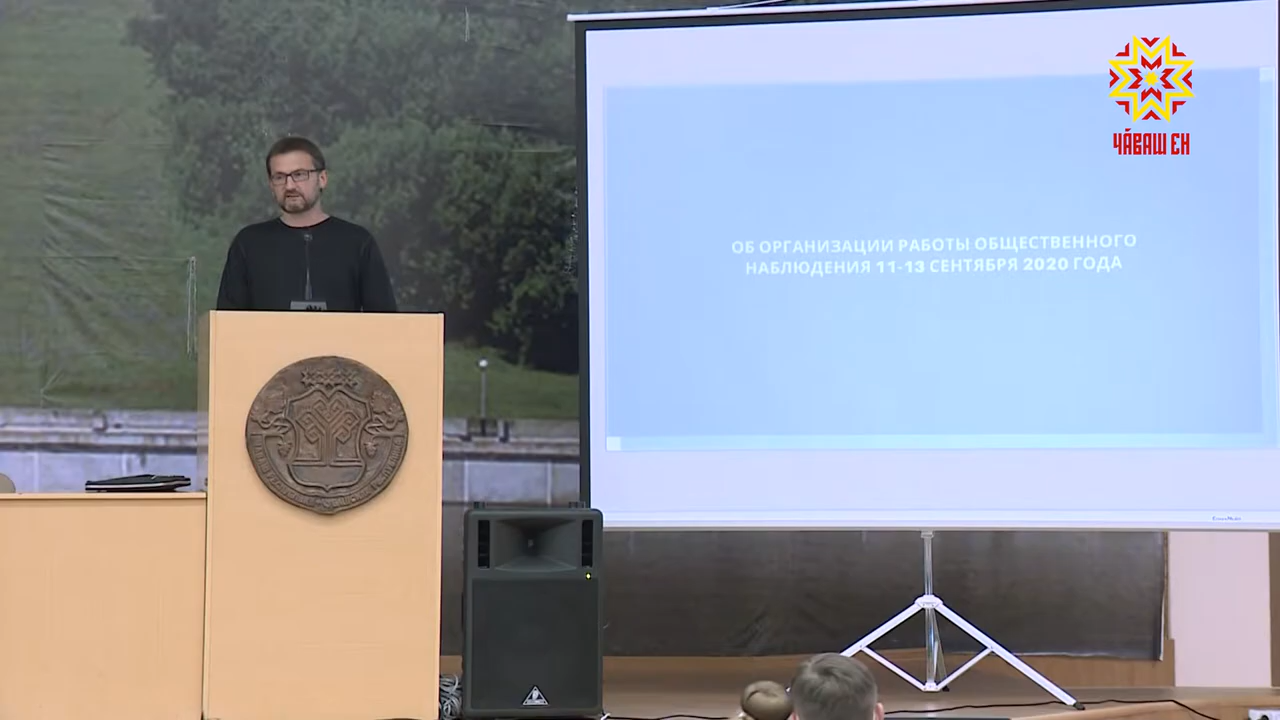 ЧӐВАШ ЕН
ОБ ОРГАНИЗАЦИИ РАБОТЫ ОБЩЕСТВЕННОГО
НАБЛЮДЕНИЯ 11-13 СЕНТЯБРЯ 2020 ГОДА